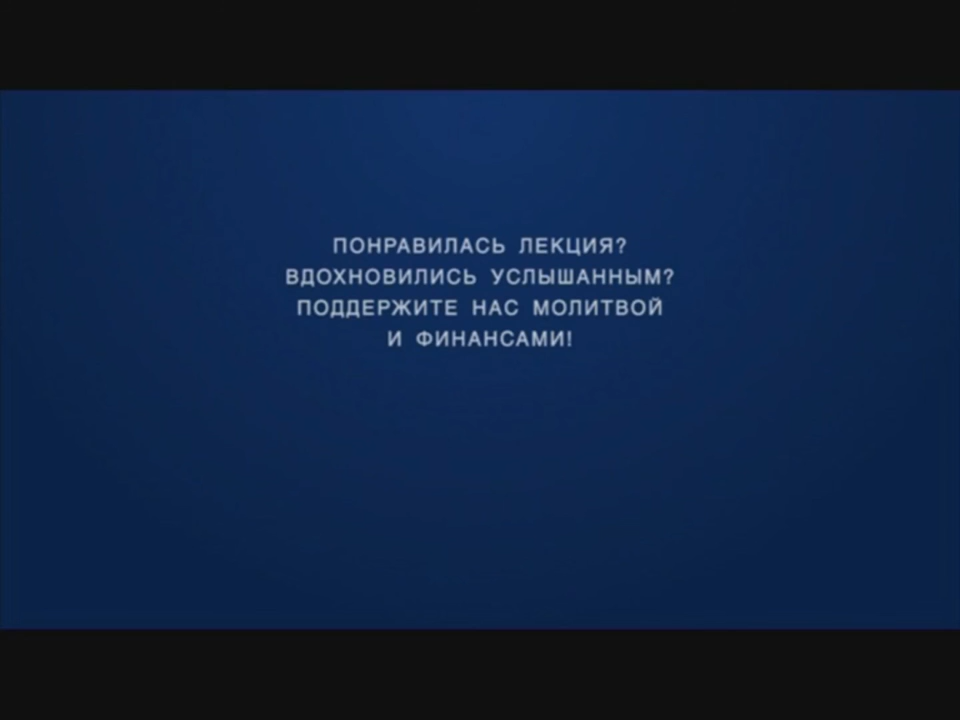 ПОНРАВИЛАСЬ ЛЕКЦИЯ?
ВДОХНОВИЛИСЬ УСЛЫШАННЫМ?
ПОДДЕРЖИТЕ НАС МОЛИТВОЙ
И ФИНАНСАМИ!